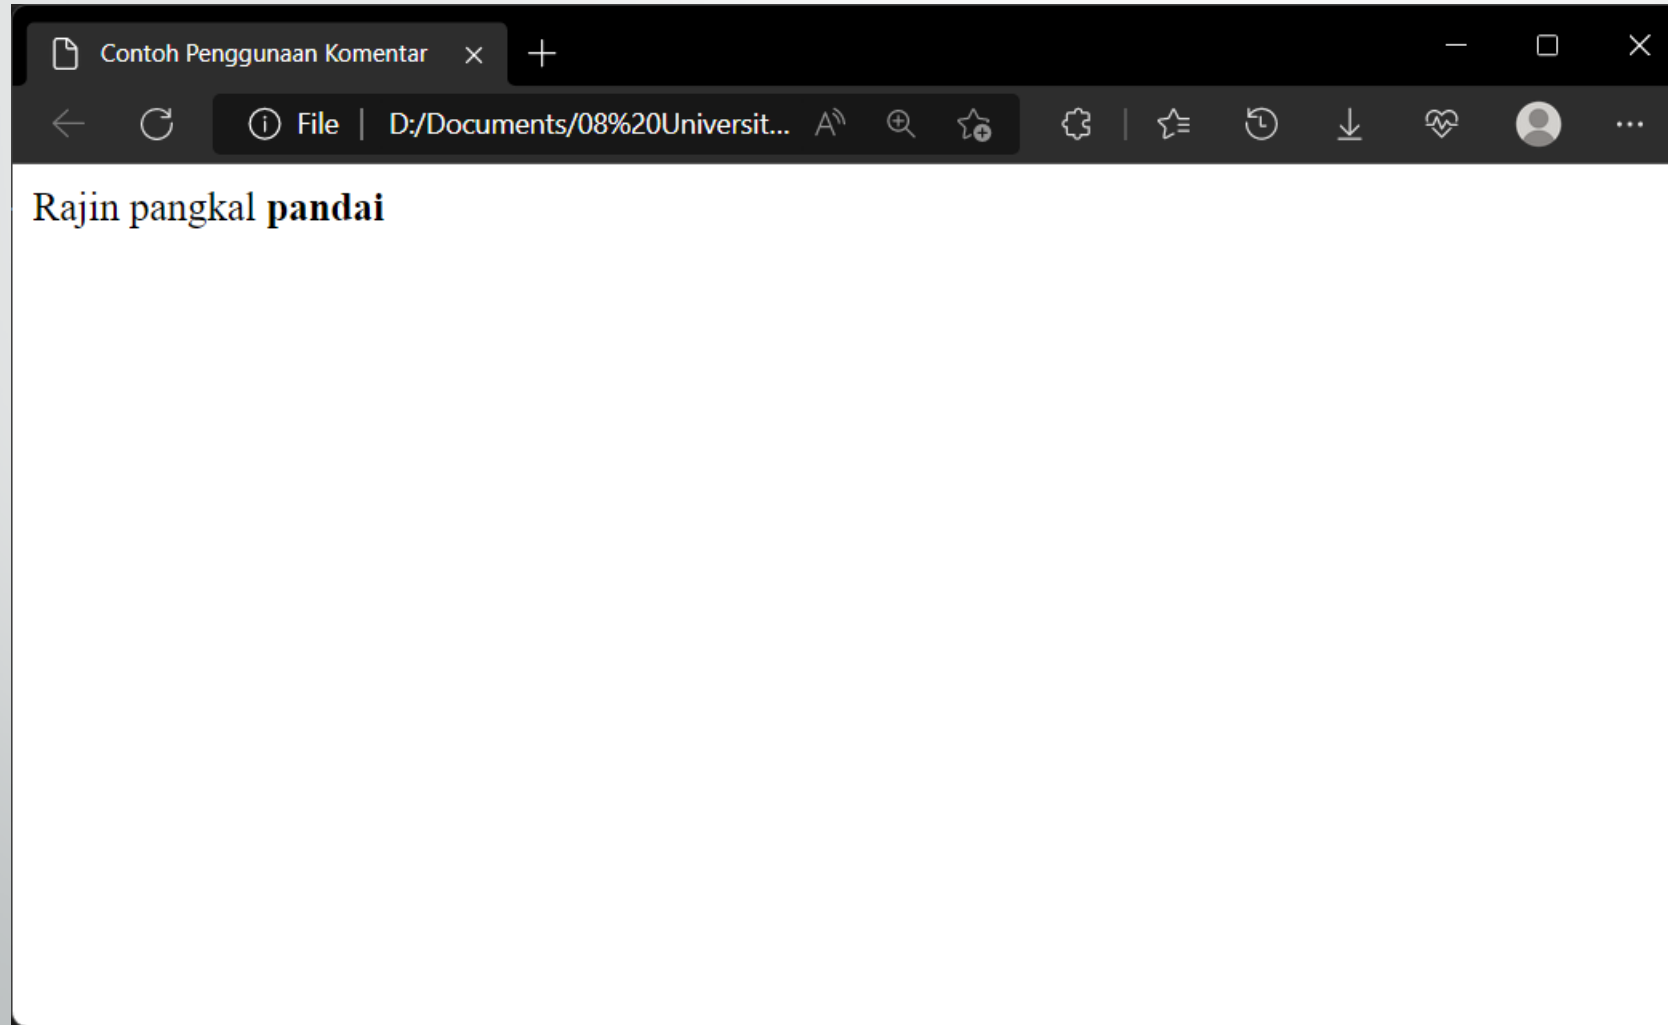 Contoh Penggunaan Komentar
File | D:/Documents/08%20Universit...
Rajin pangkal pandai